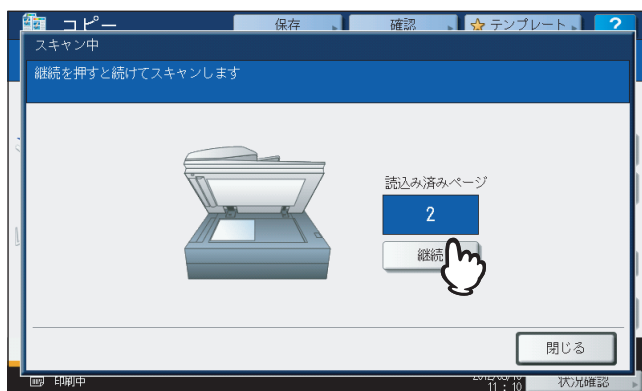 コピー
保存
確認
テンプレート
?
スキャン中
継続を押すと続けてスキャンします
読込み済みページ
2
継続
閉じる
印刷中
11 : 10
状況確認